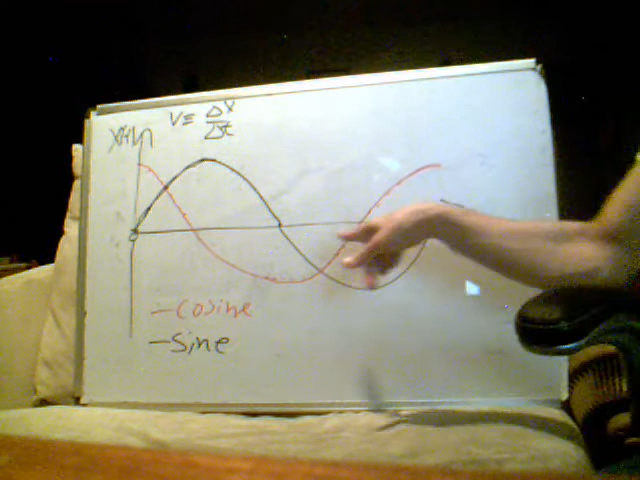 V = ΔX/Δt
X(t)
- Cosine
- Sine